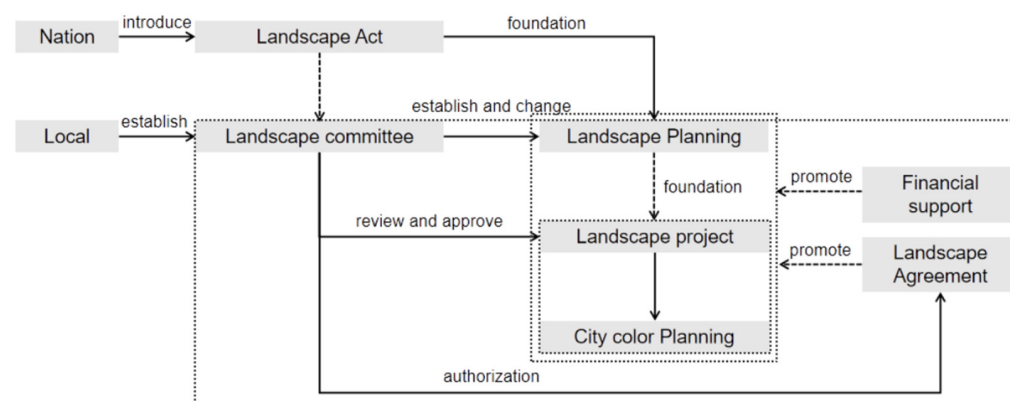 introduce
foundation
Nation
Landscape Act
establish and change
establish
Local
Landscape committee
Landscape Planning
promote
Financial
support
foundation
review and approve
Landscape project
promote
Landscape
Agreement
City color Planning
authorization